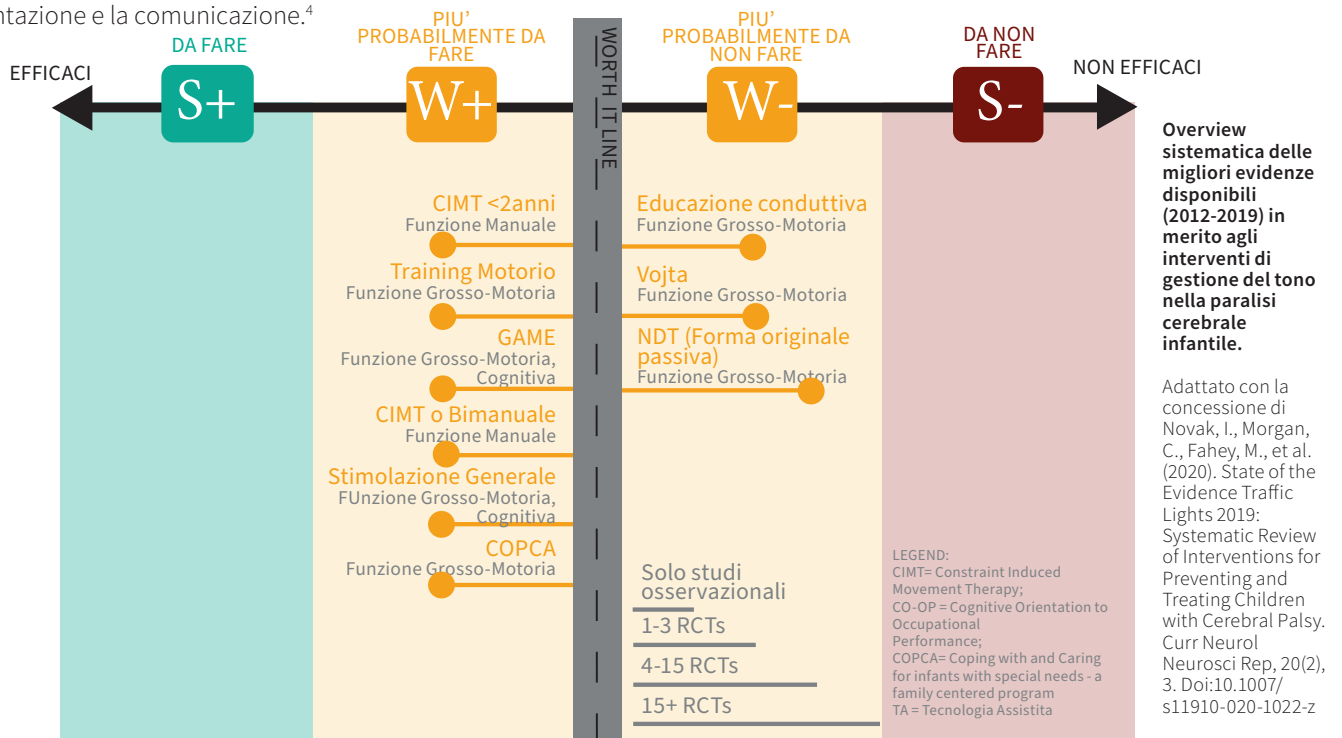 ntazione e la comunicazione.⁴
EFFICACI
DA FARE
S+
PIU'
PROBABILMENTE DA
FARE
W+
WORTH IT LINE
PIU'
PROBABILMENTE DA
NON FARE
W-
DA NON
FARE
S-
NON EFFICACI
CIMT <2anni
Funzione Manuale
Training Motorio
Funzione Grosso-Motoria
GAME
Funzione Grosso-Motoria,
Cognitiva
CIMT o Bimanuale
Funzione Manuale
Stimolazione Generale
FUnzione Grosso-Motoria,
Cognitiva
COPCA
Funzione Grosso-Motoria
Educazione conduttiva
Funzione Grosso-Motoria
Vojta
Funzione Grosso-Motoria
NDT (Forma originale
passiva)
Funzione Grosso-Motoria
Solo studi
osservazionali
1-3 RCTs
4-15 RCTs
15+ RCTs
LEGEND:
CIMT= Constraint Induced
Movement Therapy;
CO-OP = Cognitive Orientation to
Occupational
Performance;
COPCA= Coping with and Caring
for infants with special needs - a
family centered program
TA = Tecnologia Assistita
Overview
sistematica delle
migliori evidenze
disponibili
(2012-2019) in
merito agli
interventi di
gestione del tono
nella paralisi
cerebrale
infantile.
Adattato con la
concessione di
Novak, I., Morgan,
C., Fahey, M., et al.
(2020). State of the
Evidence Traffic
Lights 2019:
Systematic Review
of Interventions for
Preventing and
Treating Children
with Cerebral Palsy.
Curr Neurol
Neurosci Rep, 20(2),
3. Doi:10.1007/
s11910-020-1022-z